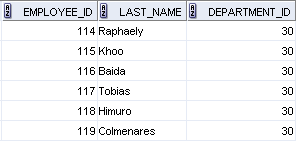 EMPLOYEE_ID LAST_NAME DEPARTMENT_ID
114 Raphaely 30
115 Khoo 30
116 Baida 30
117 Tobias 30
118 Himuro 30
119 Colmenares 30